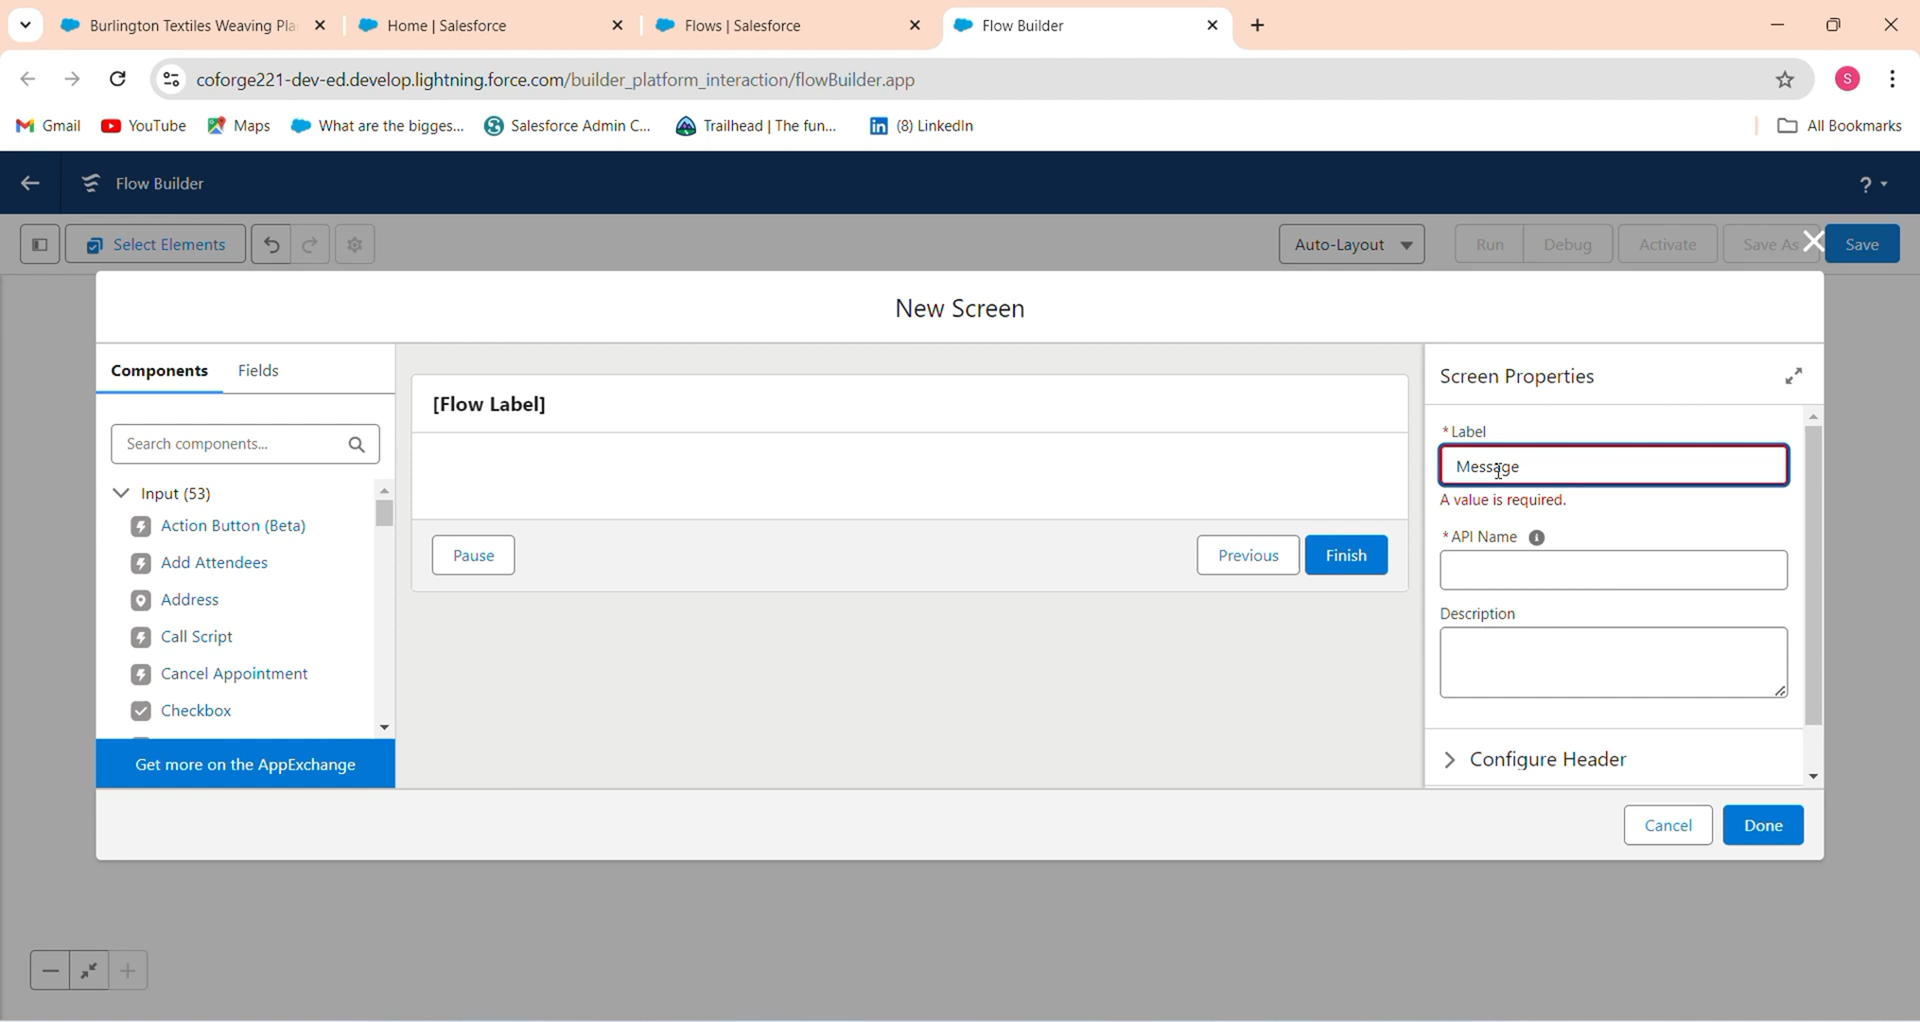 Burlington Textiles Weaving Pla
Home | Salesforce
Flows | Salesforce
Flow Builder
coforge221-dev-ed.develop.lightning.force.com/builder_platform_interaction/flowBuilder.app
S
Gmail
YouTube
Maps
What are the bigges...
Salesforce Admin C...
Trailhead | The fun...
(8) LinkedIn
All Bookmarks
Flow Builder
?
Select Elements
Auto-Layout
Run
Debug
Activate
Save As
Save
New Screen
Components
Fields
Search components...
Input (53)
Action Button (Beta)
Add Attendees
Address
Call Script
Cancel Appointment
Checkbox
Get more on the AppExchange
[Flow Label]
Pause
Previous
Finish
Screen Properties
* Label
Message
A value is required.
* API Name
Description
Configure Header
Cancel
Done